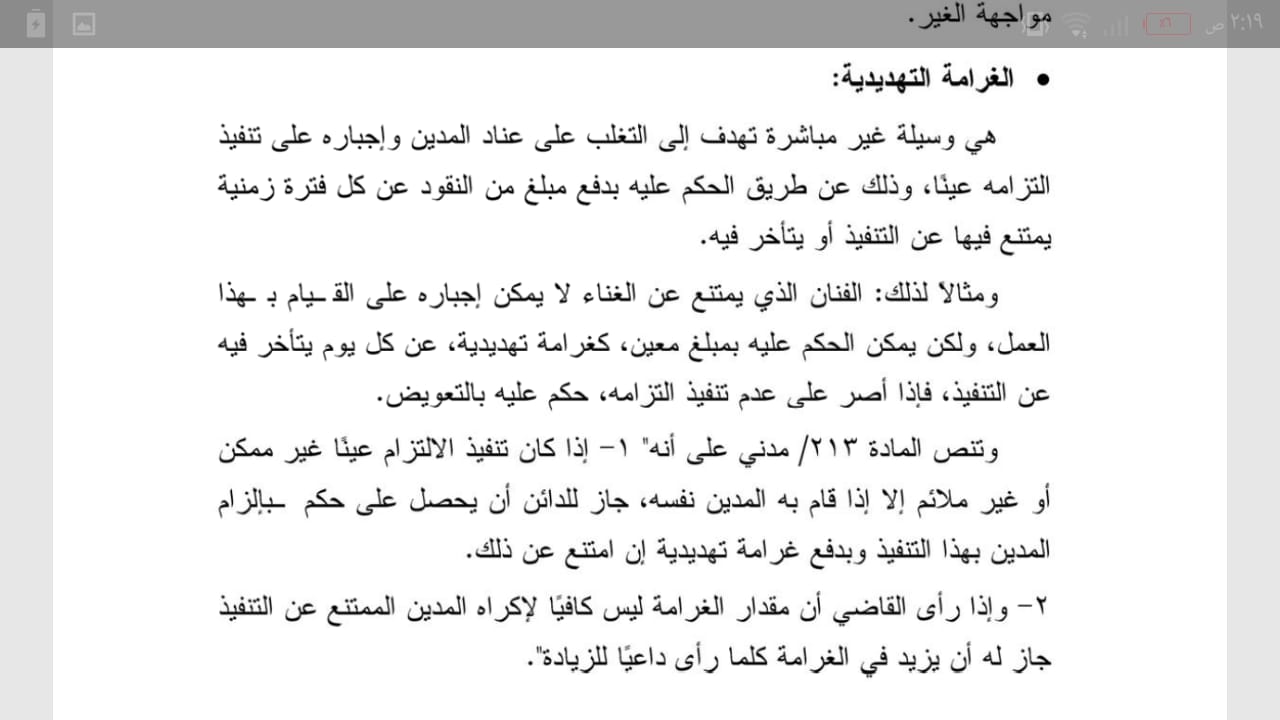 ٢:١٩ ص
٦٪
مواجهة الغير.
• الغرامة التهديدية:
هي وسيلة غير مباشرة تهدف إلى التغلب على عناد المدين وإجباره على تنفيذ
التزامه عينًا، وذلك عن طريق الحكم عليه بدفع مبلغ من النقود عن كل فترة زمنية
يمتنع فيها عن التنفيذ أو يتأخر فيه.
ومثالاً لذلك: الفنان الذي يمتنع عن الغناء لا يمكن إجباره على القـيام بـهذا
العمل، ولكن يمكن الحكم عليه بمبلغ معين، كغرامة تهديدية، عن كل يوم يتأخر فيه
عن التنفيذ، فإذا أصر على عدم تنفيذ التزامه، حكم عليه بالتعويض.
وتنص المادة ٢١٣/ مدني على أنه" ١- إذا كان تنفيذ الالتزام عينًا غير ممكن
أو غير ملائم إلا إذا قام به المدين نفسه، جاز للدائن أن يحصل على حكم ـبإلزام
المدين بهذا التنفيذ وبدفع غرامة تهديدية إن امتنع عن ذلك.
٢- وإذا رأى القاضي أن مقدار الغرامة ليس كافيًا لإكراه المدين الممتنع عن التنفيذ
جاز له أن يزيد في الغرامة كلما رأى داعيًا للزيادة".